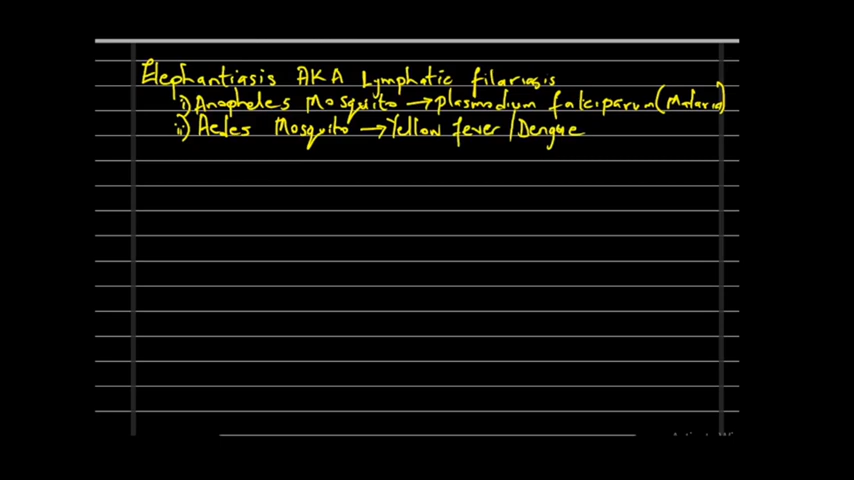 Elephantiasis AKA Lymphatic filariasis
i) Anopheles Mosquito → plasmodium falciparum (Malaria)
ii) Aedes Mosquito → Yellow fever / Dengue